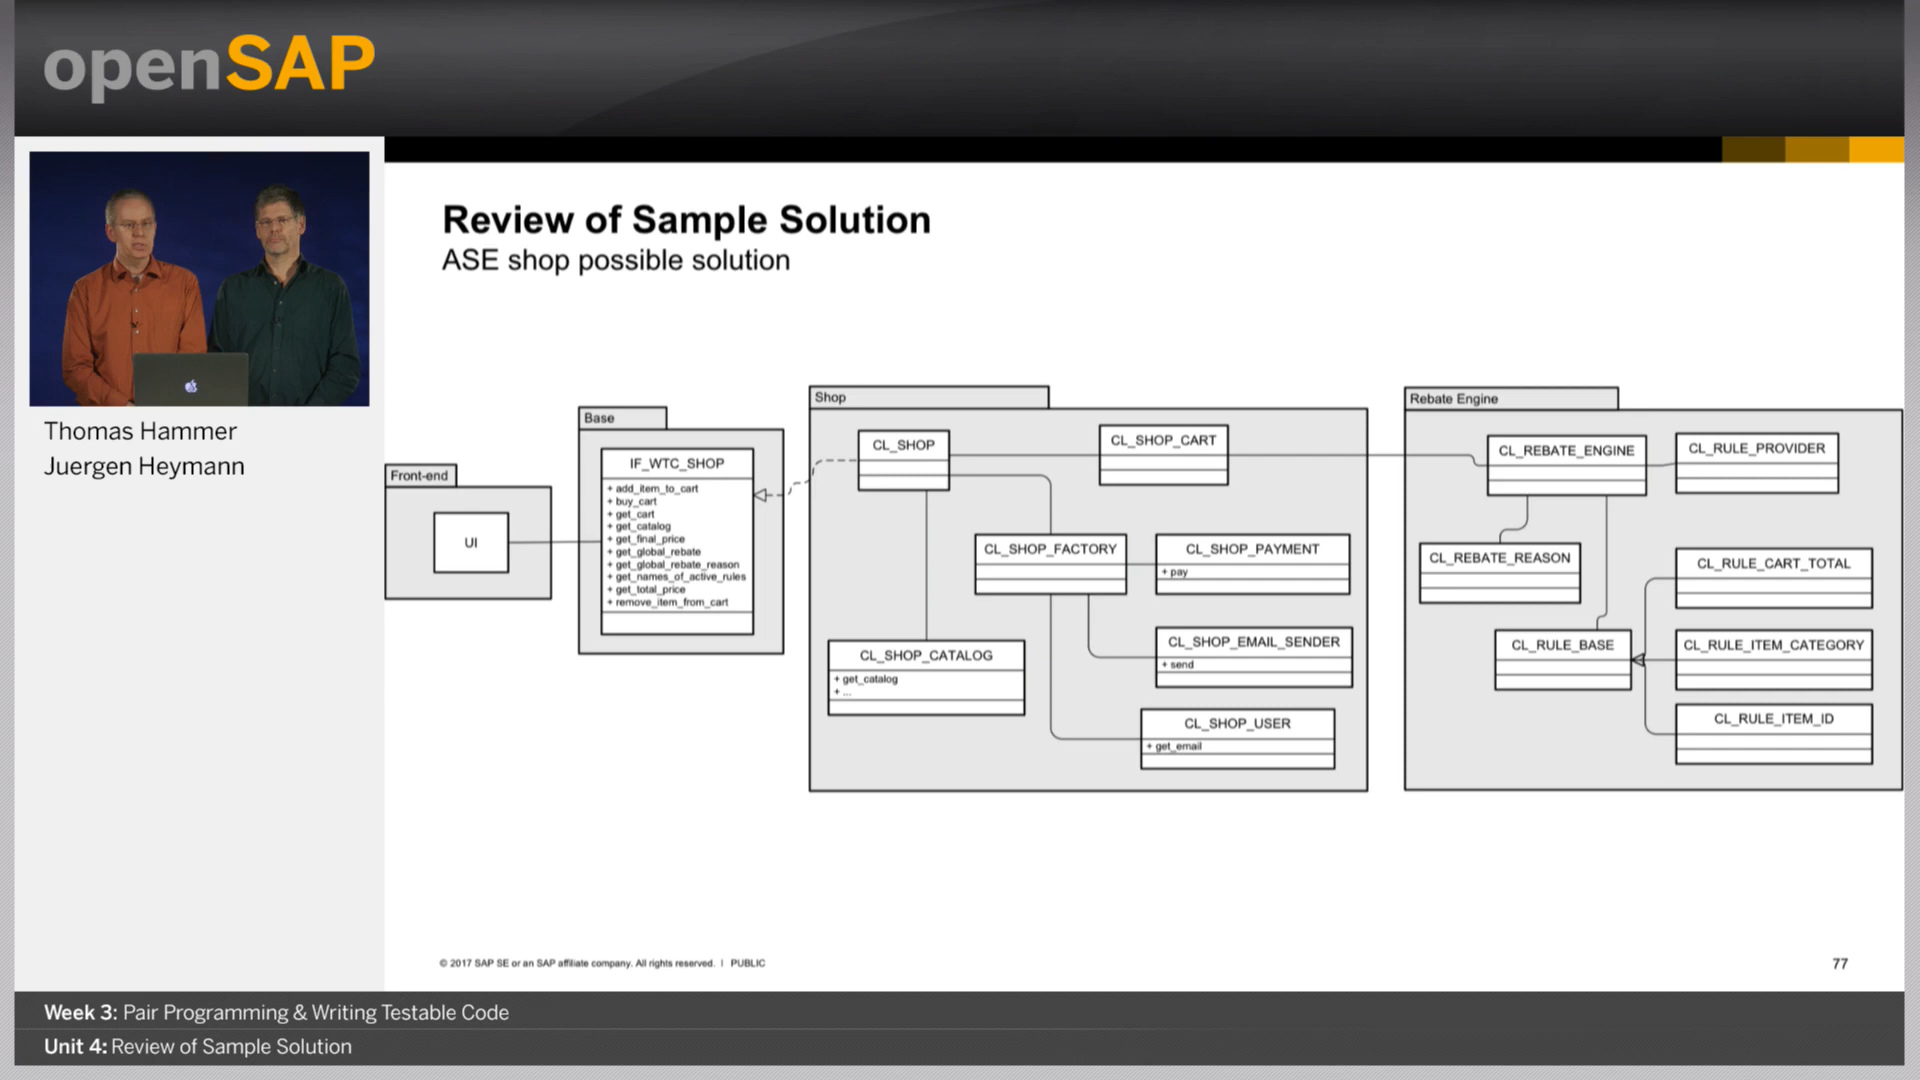 openSAP
Thomas Hammer
Juergen Heymann
Review of Sample Solution
ASE shop possible solution
Front-end
UI
Base
IF_WTC_SHOP
+ add_item_to_cart
+ buy_cart
+ get_cart
+ get_catalog
+ get_final_price
+ get_global_rebate
+ get_global_rebate_reason
+ get_names_of_active_rules
+ get_total_price
+ remove_item_from_cart
Shop
CL_SHOP
CL_SHOP_CART
CL_SHOP_FACTORY
CL_SHOP_PAYMENT
+ pay
CL_SHOP_CATALOG
+ get_catalog
+ ...
CL_SHOP_EMAIL_SENDER
+ send
CL_SHOP_USER
+ get_email
Rebate Engine
CL_REBATE_ENGINE
CL_RULE_PROVIDER
CL_REBATE_REASON
CL_RULE_CART_TOTAL
CL_RULE_BASE
CL_RULE_ITEM_CATEGORY
CL_RULE_ITEM_ID
© 2017 SAP SE or an SAP affiliate company. All rights reserved. | PUBLIC
77
Week 3: Pair Programming & Writing Testable Code
Unit 4: Review of Sample Solution